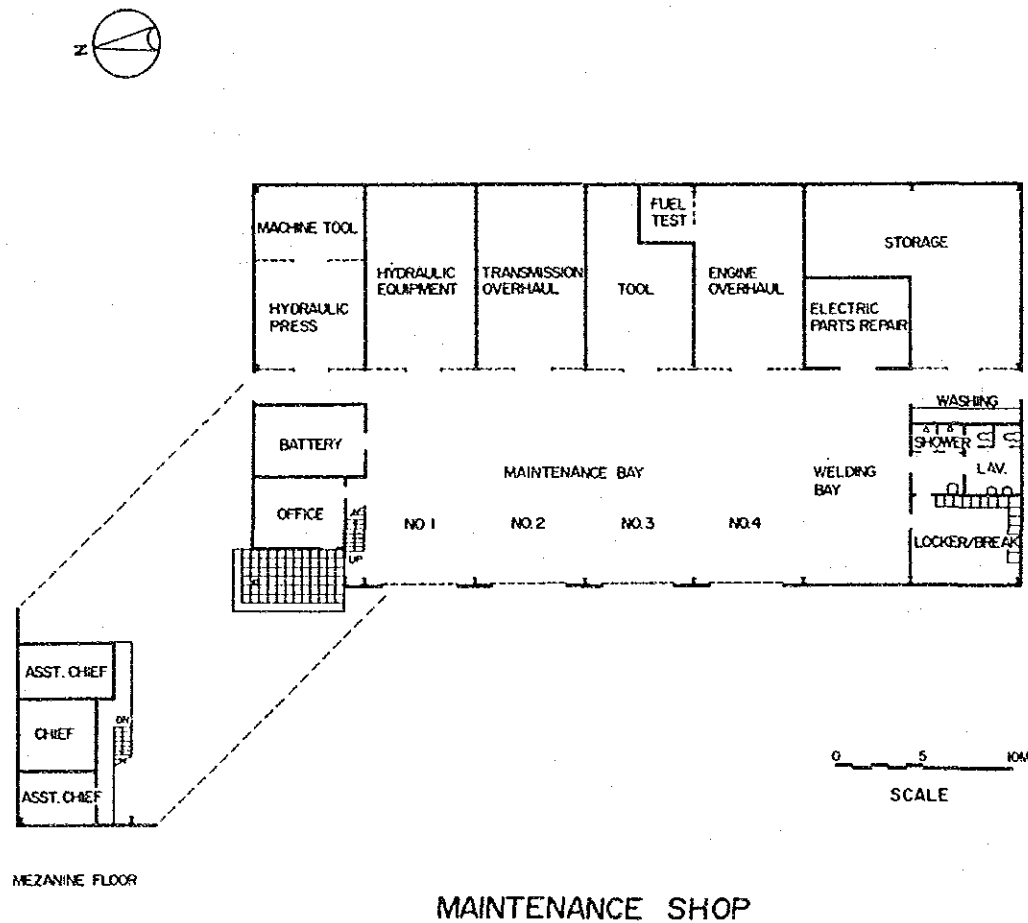 N
MACHINE TOOL
HYDRAULIC
PRESS
HYDRAULIC
EQUIPMENT
TRANSMISSION
OVERHAUL
FUEL
TEST
TOOL
ENGINE
OVERHAUL
STORAGE
ELECTRIC
PARTS REPAIR
BATTERY
OFFICE
UP
MAINTENANCE BAY
NO.1
NO.2
NO.3
NO.4
WELDING
BAY
WASHING
SHOWER
LAV.
LOCKER/BREAK
ASST. CHIEF
CHIEF
DN
ASST. CHIEF
MEZANINE FLOOR
0 5 10M
SCALE
MAINTENANCE SHOP